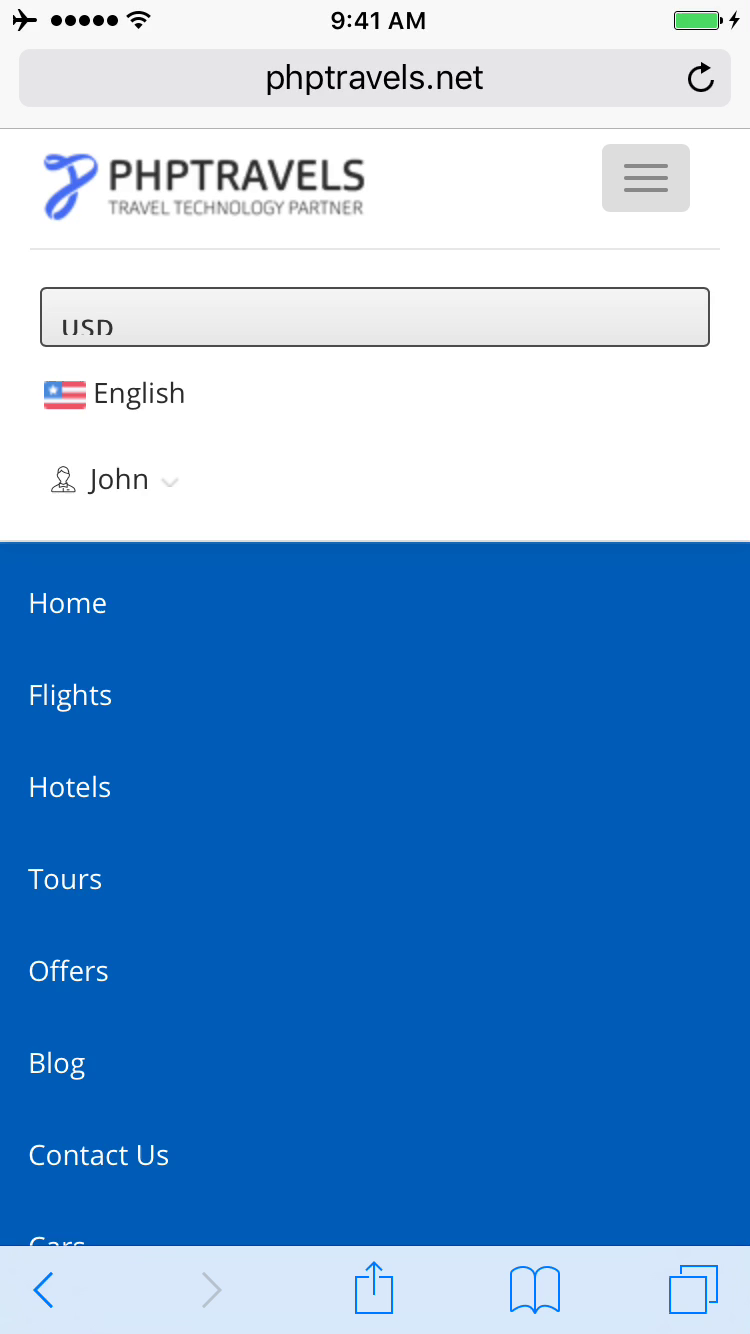 9:41 AM
phptravels.net
PHPTRAVELS
TRAVEL TECHNOLOGY PARTNER
USD
English
John
Home
Flights
Hotels
Tours
Offers
Blog
Contact Us
Cars